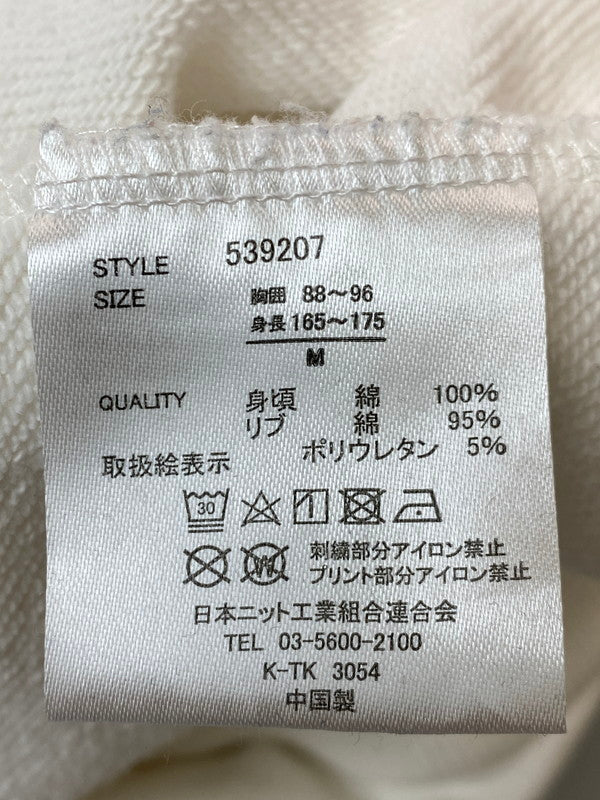 STYLE 539207
SIZE 胸囲 88～96
身長 165～175
M
QUALITY 身頃 綿 100%
リブ 綿 95%
ポリウレタン 5%
取扱絵表示
30
W
刺繍部分アイロン禁止
プリント部分アイロン禁止
日本ニット工業組合連合会
TEL 03-5600-2100
K-TK 3054
中国製